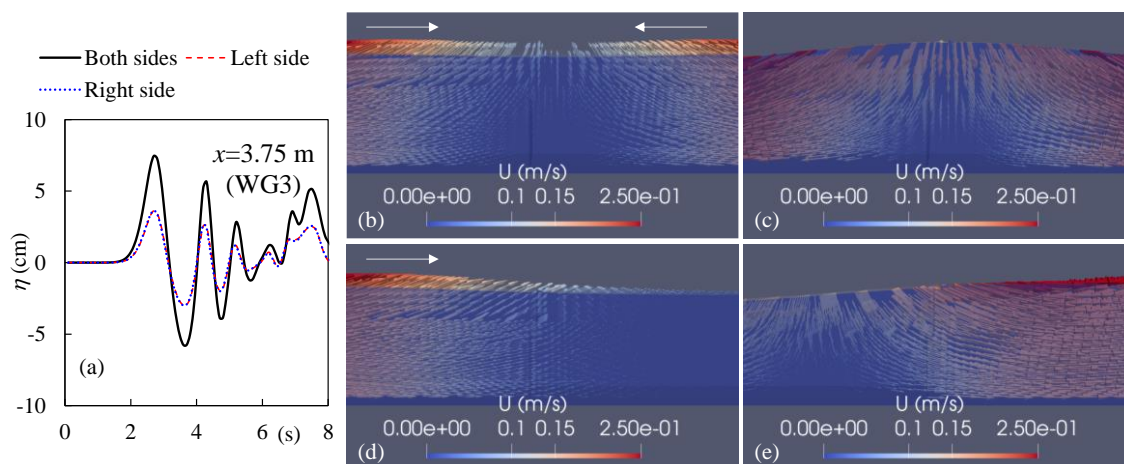 Both sides
Left side
Right side
10
5
0
-5
-10
η (cm)
x=3.75 m
(WG3)
(a)
0
2
4
6
(s)
8
U (m/s)
0.00e+00
0.1
0.15
2.50e-01
(b)
U (m/s)
0.00e+00
0.1
0.15
2.50e-01
(c)
U (m/s)
0.00e+00
0.1
0.15
2.50e-01
(d)
U (m/s)
0.00e+00
0.1
0.15
2.50e-01
(e)